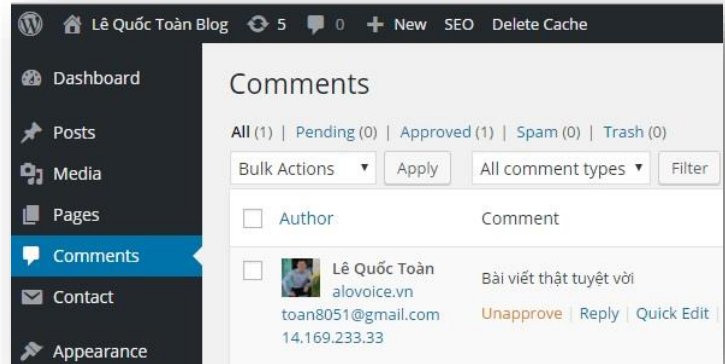 Lê Quốc Toàn Blog 5 0 New SEO Delete Cache
Dashboard
Posts
Media
Pages
Comments
Contact
Appearance
Comments
All (1) | Pending (0) | Approved (1) | Spam (0) | Trash (0)
Bulk Actions Apply All comment types Filter
Author Comment
Lê Quốc Toàn
alovoice.vn
toan8051@gmail.com
14.169.233.33
Bài viết thật tuyệt vời
Unapprove | Reply | Quick Edit |